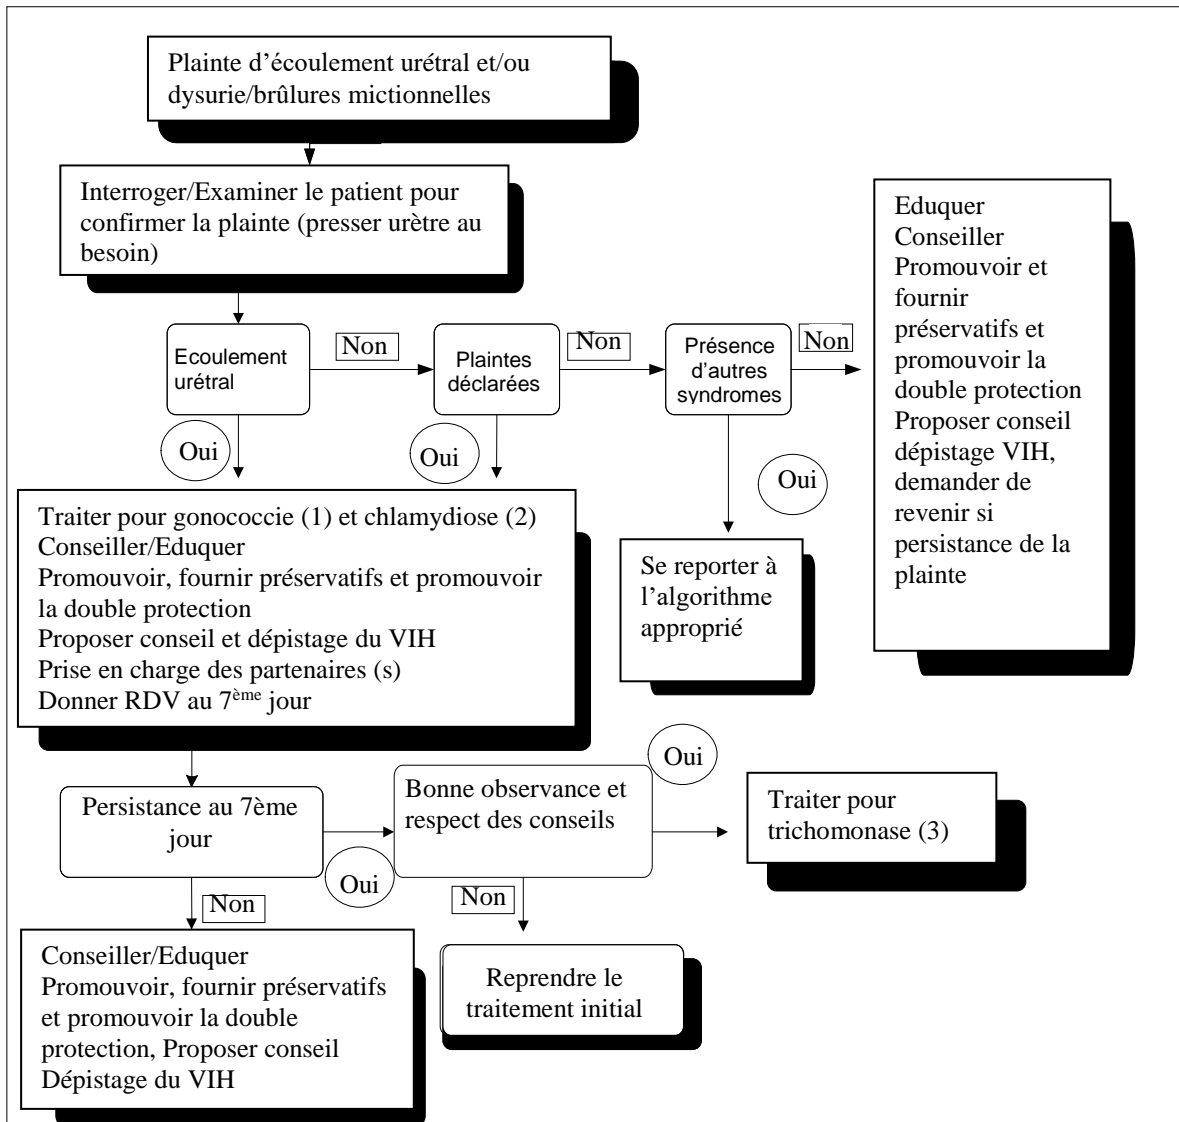 Plainte d’écoulement urétral et/ou
dysurie/brûlures mictionnelles
Interroger/Examiner le patient pour
confirmer la plainte (presser urètre au
besoin)
Eduquer
Conseiller
Promouvoir et
fournir
préservatifs et
promouvoir la
double protection
Proposer conseil
dépistage VIH,
demander de
revenir si
persistance de la
plainte
Ecoulement
urétral
Non
Plaintes
déclarées
Non
Présence
d’autres
syndromes
Non
Oui
Oui
Oui
Traiter pour gonococcie (1) et chlamydiose (2)
Conseiller/Eduquer
Promouvoir, fournir préservatifs et promouvoir
la double protection
Proposer conseil et dépistage du VIH
Prise en charge des partenaires (s)
Donner RDV au 7ème jour
Se reporter à
l’algorithme
approprié
Persistance au 7ème
jour
Oui
Bonne observance et
respect des conseils
Oui
Traiter pour
trichomonase (3)
Non
Non
Conseiller/Eduquer
Promouvoir, fournir préservatifs
et promouvoir la double
protection, Proposer conseil
Dépistage du VIH
Reprendre le
traitement initial